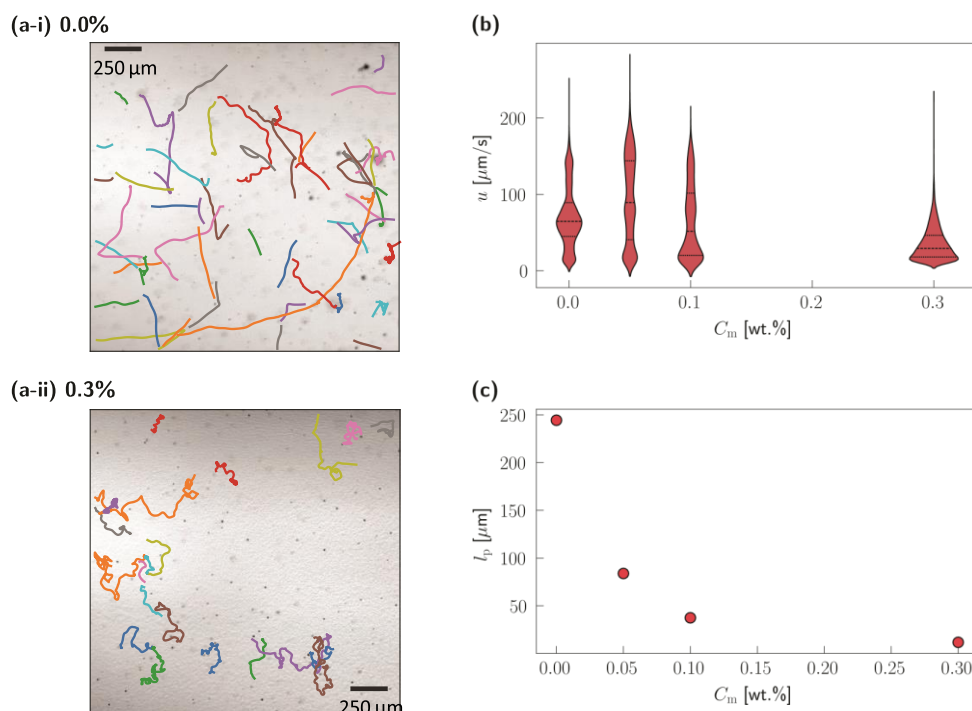 (a-i) 0.0%
250 µm
(b)
200
100
0
u [µm/s]
0.0
0.1
0.2
0.3
C_m [wt.%]
(a-ii) 0.3%
250 µm
(c)
250
200
150
100
50
l_p [µm]
0.00
0.05
0.10
0.15
0.20
0.25
0.30
C_m [wt.%]